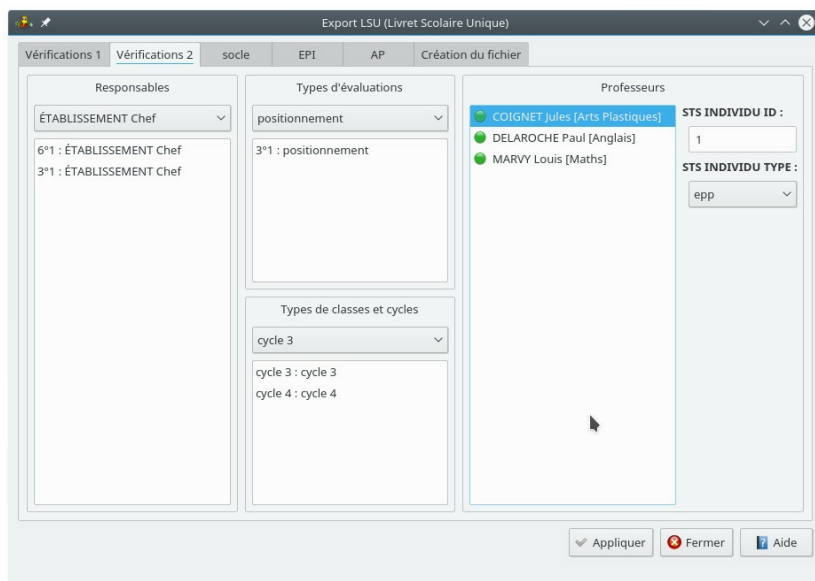 Export LSU (Livret Scolaire Unique)
Vérifications 1
Vérifications 2
socle
EPI
AP
Création du fichier
Responsables
ÉTABLISSEMENT Chef
6°1 : ÉTABLISSEMENT Chef
3°1 : ÉTABLISSEMENT Chef
Types d'évaluations
positionnement
3°1 : positionnement
Types de classes et cycles
cycle 3
cycle 3 : cycle 3
cycle 4 : cycle 4
Professeurs
COIGNET Jules [Arts Plastiques]
DELAROCHE Paul [Anglais]
MARVY Louis [Maths]
STS INDIVIDU ID :
1
STS INDIVIDU TYPE :
epp
Appliquer
Fermer
Aide